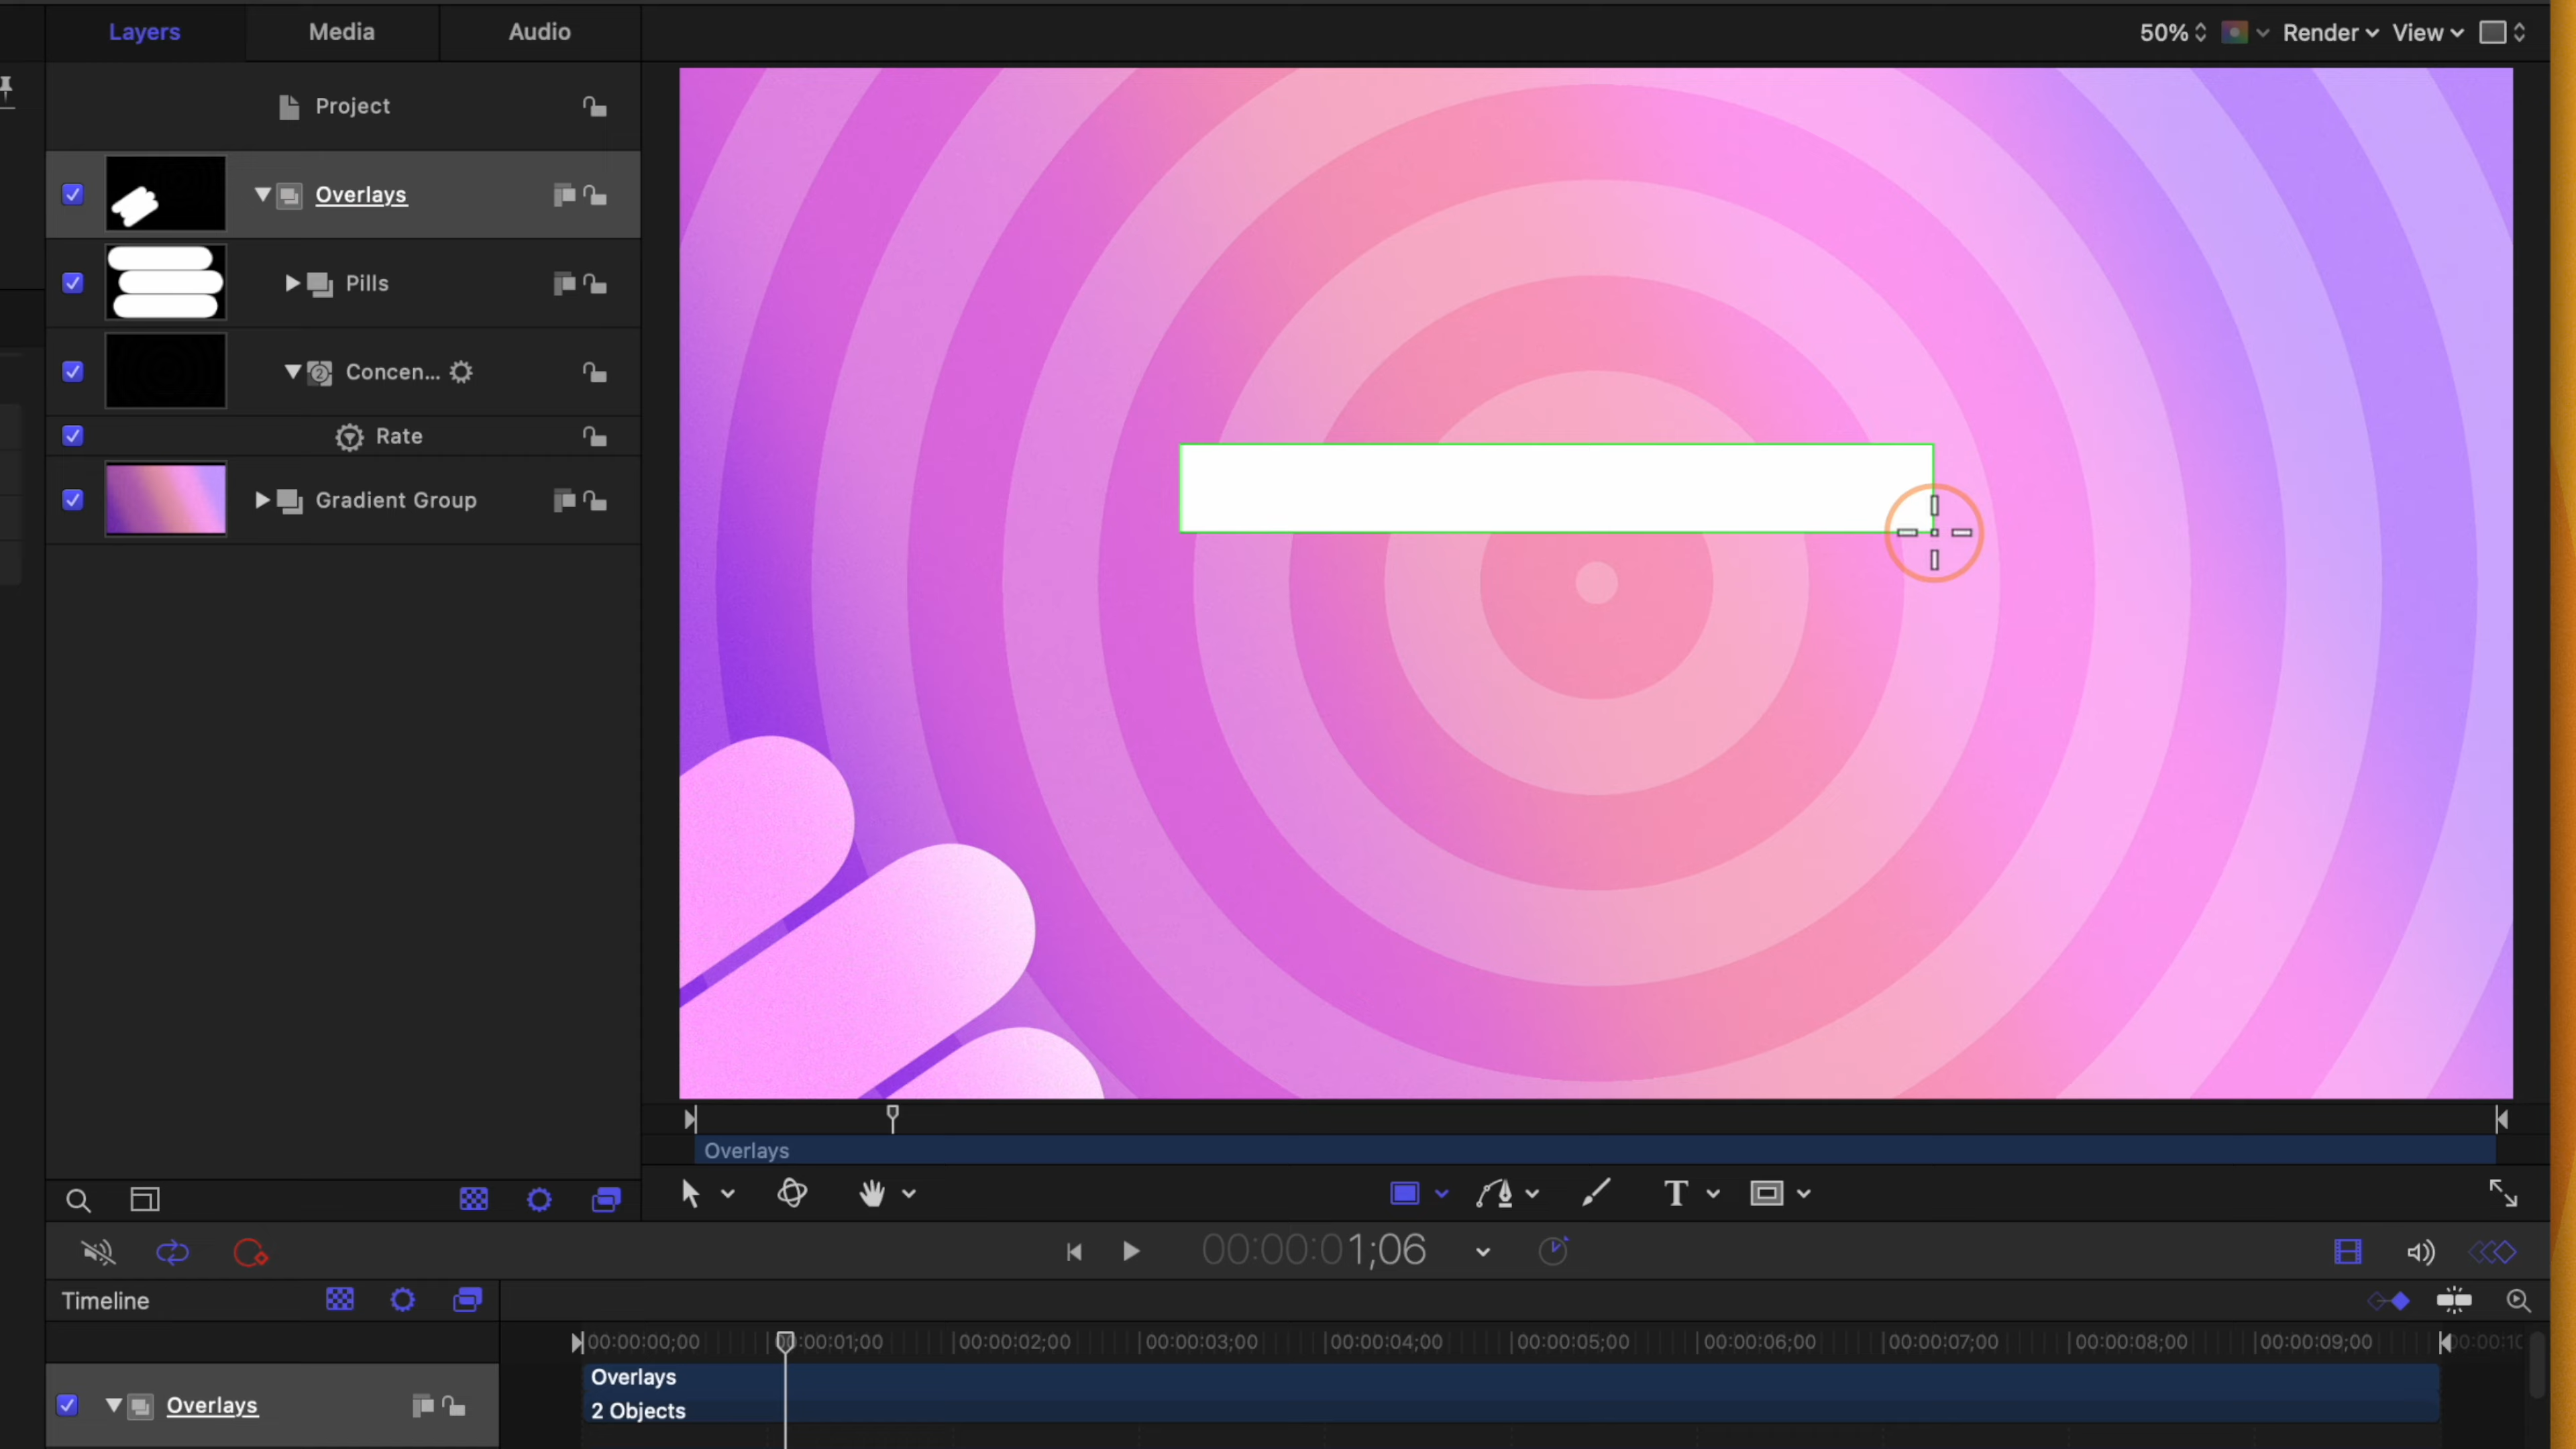 Layers Media Audio 50% Render View
Project
Overlays
Pills
Concen...
Rate
Gradient Group
Overlays
T
00:00:01;06
Timeline
00:00:00;00 00:00:01;00 00:00:02;00 00:00:03;00 00:00:04;00 00:00:05;00 00:00:06;00 00:00:07;00 00:00:08;00 00:00:09;00
Overlays
Overlays
2 Objects